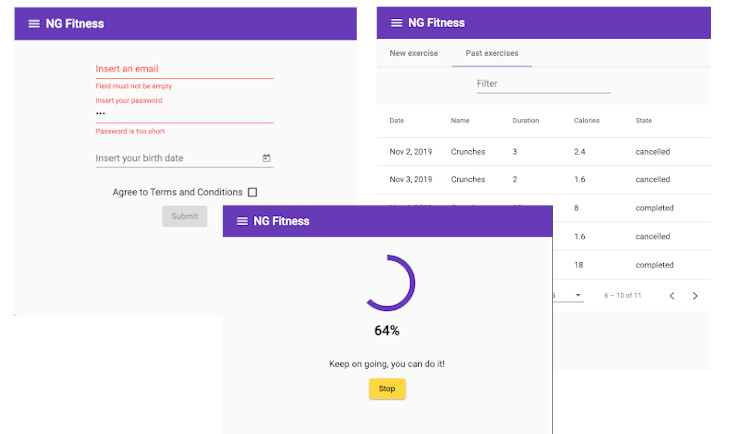 NG Fitness
Insert an email
Field must not be empty
Insert your password
Password is too short
Insert your birth date
Agree to Terms and Conditions
Submit
NG Fitness
New exercise Past exercises
Filter
Date Name Duration Calories State
Nov 2, 2019 Crunches 3 2.4 cancelled
Nov 3, 2019 Crunches 2 1.6 cancelled
8 completed
1.6 cancelled
18 completed
6 – 10 of 11
NG Fitness
64%
Keep on going, you can do it!
Stop